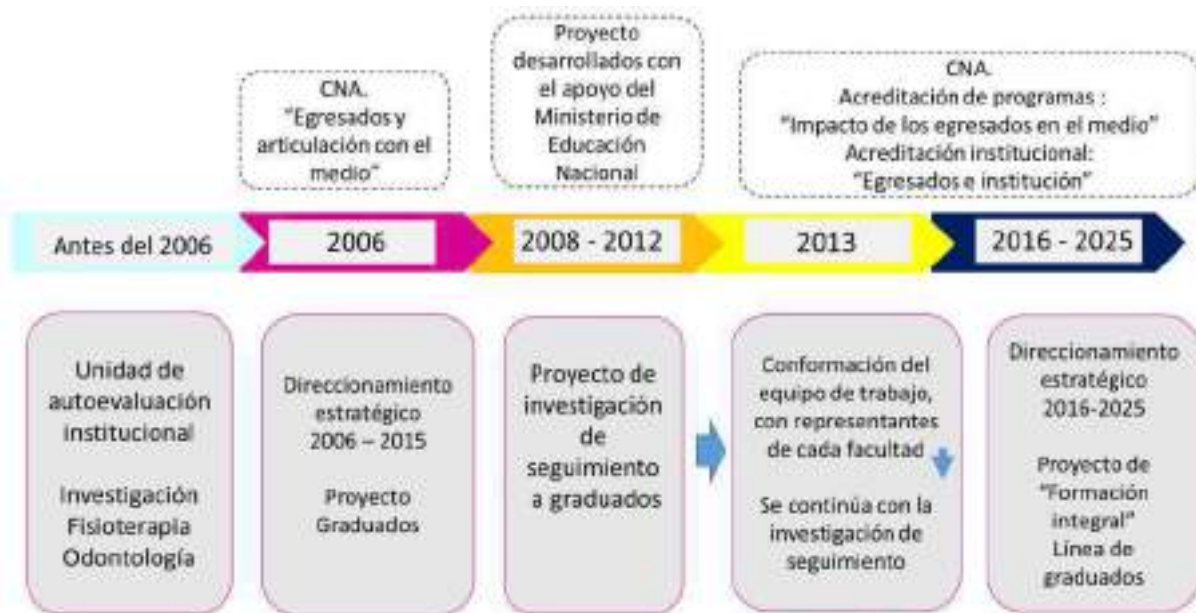 CNA.
"Egresados y
articulación con el
medio"
Proyecto
desarrollados con
el apoyo del
Ministerio de
Educación
Nacional
CNA.
Acreditación de programas :
"Impacto de los egresados en el medio"
Acreditación institucional:
"Egresados e institución"
Antes del 2006
2006
2008 - 2012
2013
2016 - 2025
Unidad de
autoevaluación
institucional
Investigación
Fisioterapia
Odontología
Direccionamiento
estratégico
2006 – 2015
Proyecto
Graduados
Proyecto de
investigación
de
seguimiento
a graduados
Conformación del
equipo de trabajo,
con representantes
de cada facultad
Se continúa con la
investigación de
seguimiento
Direccionamiento
estratégico
2016-2025
Proyecto de
"Formación
integral"
Línea de
graduados